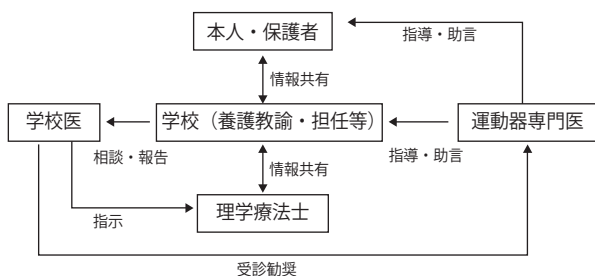 本人・保護者
指導・助言
情報共有
学校医
学校（養護教諭・担任等）
運動器専門医
相談・報告
指導・助言
情報共有
理学療法士
指示
受診勧奨